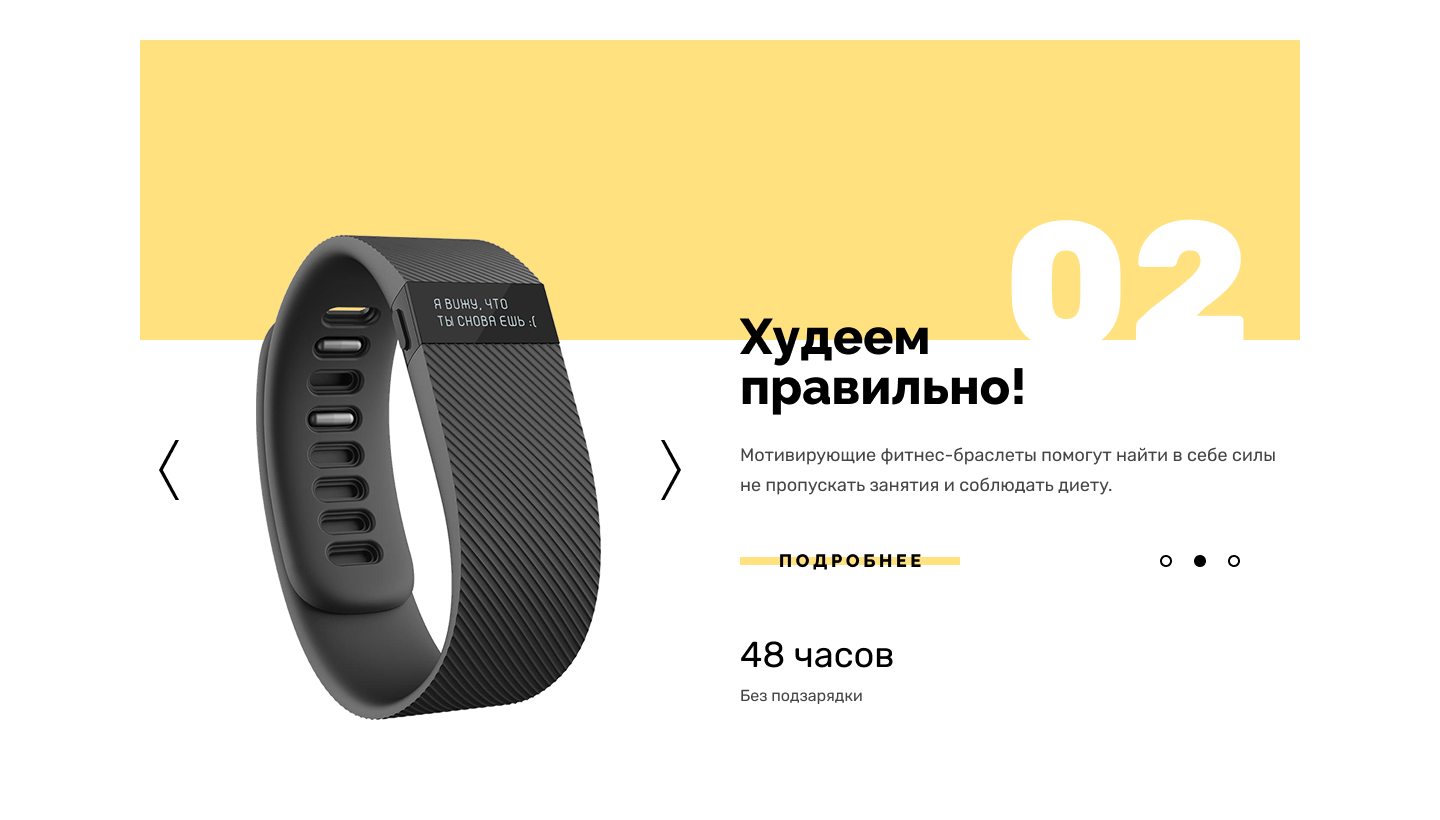 02
Я ВИЖУ, ЧТО
ТЫ СНОВА ЕШЬ :(
Худеем
правильно!
Мотивирующие фитнес-браслеты помогут найти в себе силы
не пропускать занятия и соблюдать диету.
ПОДРОБНЕЕ
48 часов
Без подзарядки